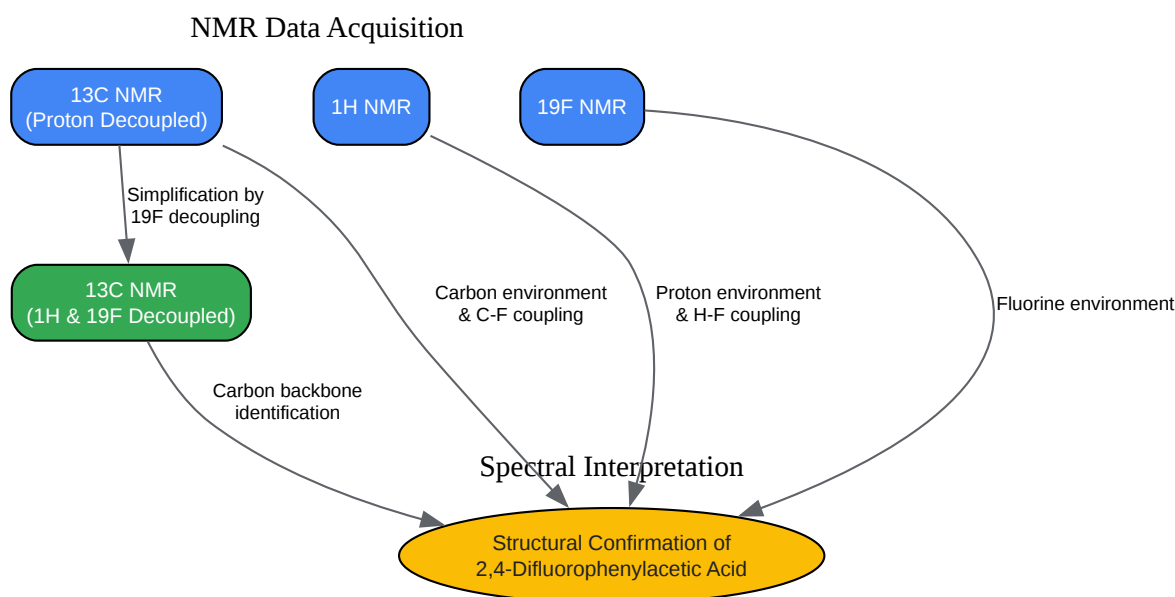 NMR Data Acquisition
13C NMR
(Proton Decoupled)
1H NMR
19F NMR
Simplification by
19F decoupling
13C NMR
(1H & 19F Decoupled)
Carbon environment
& C-F coupling
Proton environment
& H-F coupling
Fluorine environment
Carbon backbone
identification
Spectral Interpretation
Structural Confirmation of
2,4-Difluorophenylacetic Acid